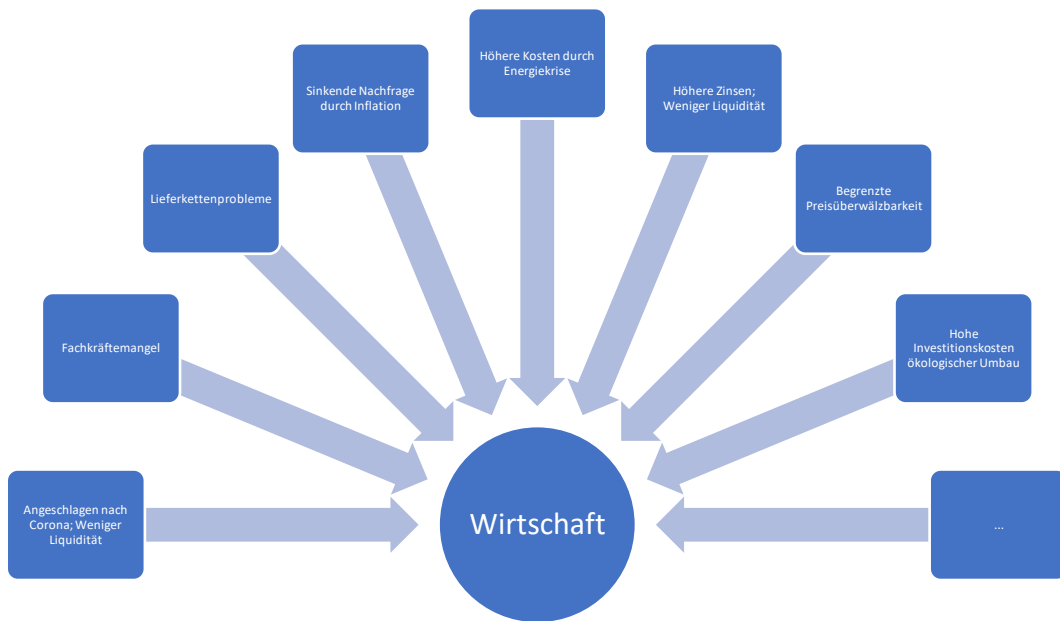 Höhere Kosten durch
Energiekrise
Sinkende Nachfrage
durch Inflation
Höhere Zinsen;
Weniger Liquidität
Lieferkettenprobleme
Begrenzte
Preisüberwälzbarkeit
Fachkräftemangel
Hohe
Investitionskosten
ökologischer Umbau
Angeschlagen nach
Corona; Weniger
Liquidität
Wirtschaft
...